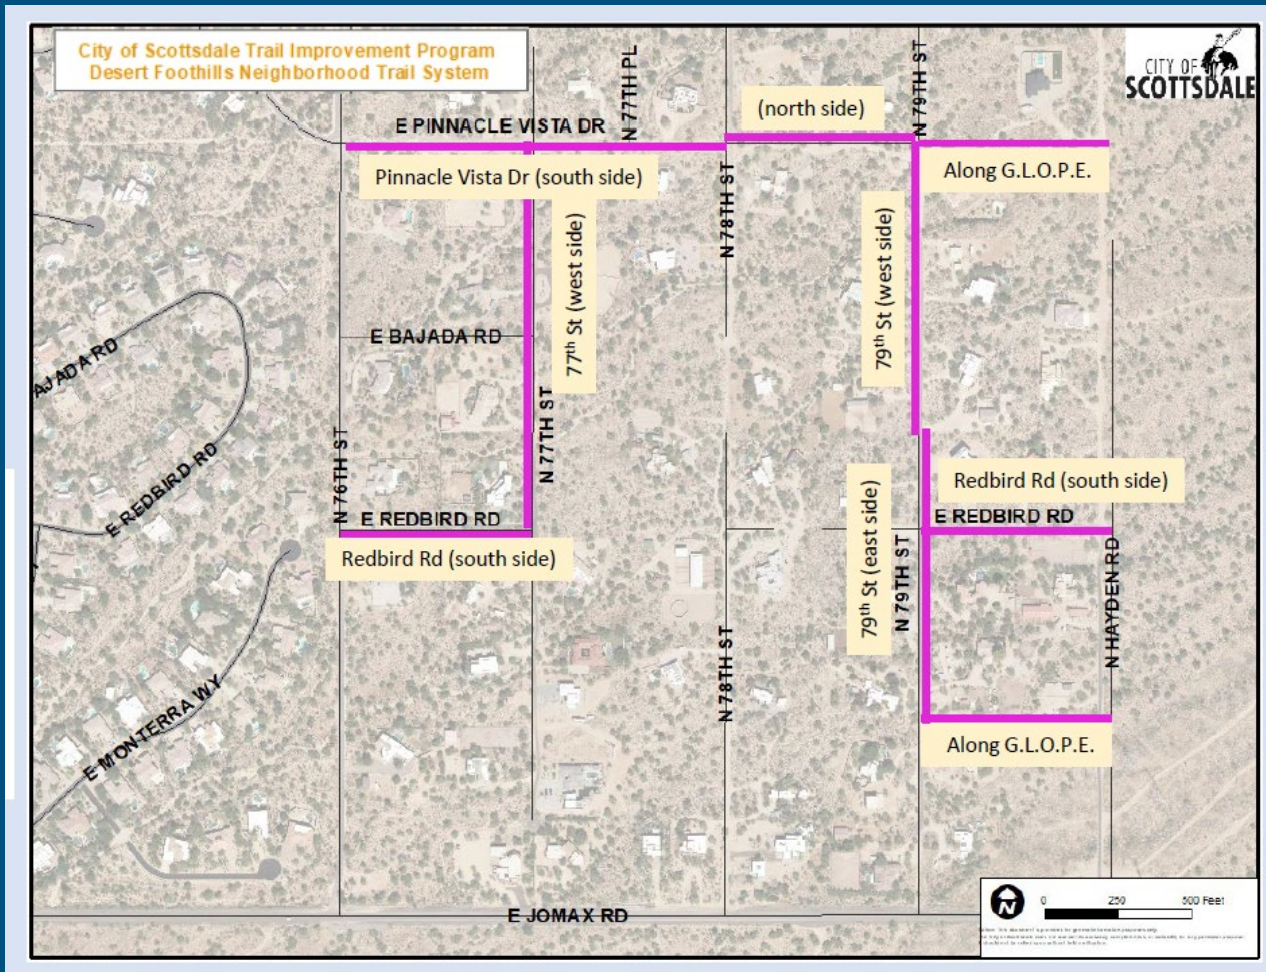 City of Scottsdale Trail Improvement Program
Desert Foothills Neighborhood Trail System
CITY OF
SCOTTSDALE
N 77TH PL
N 79TH ST
(north side)
E PINNACLE VISTA DR
Pinnacle Vista Dr (south side)
Along G.L.O.P.E.
N 78TH ST
77th St (west side)
79th St (west side)
E BAJADA RD
AJADA RD
N 77TH ST
N 76TH ST
E REDBIRD RD
Redbird Rd (south side)
E REDBIRD RD
E REDBIRD RD
Redbird Rd (south side)
79th St (east side)
N 79TH ST
N HAYDEN RD
N 78TH ST
E MONTERRA WY
Along G.L.O.P.E.
E JOMAX RD
N
0 250 500 Feet